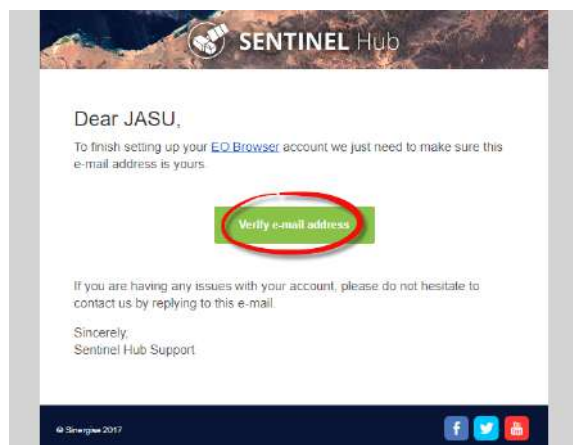 SENTINEL Hub
Dear JASU,
To finish setting up your EO Browser account we just need to make sure this
e-mail address is yours.
Verify e-mail address
If you are having any issues with your account, please do not hesitate to
contact us by replying to this e-mail.
Sincerely,
Sentinel Hub Support
© Sinergise 2017